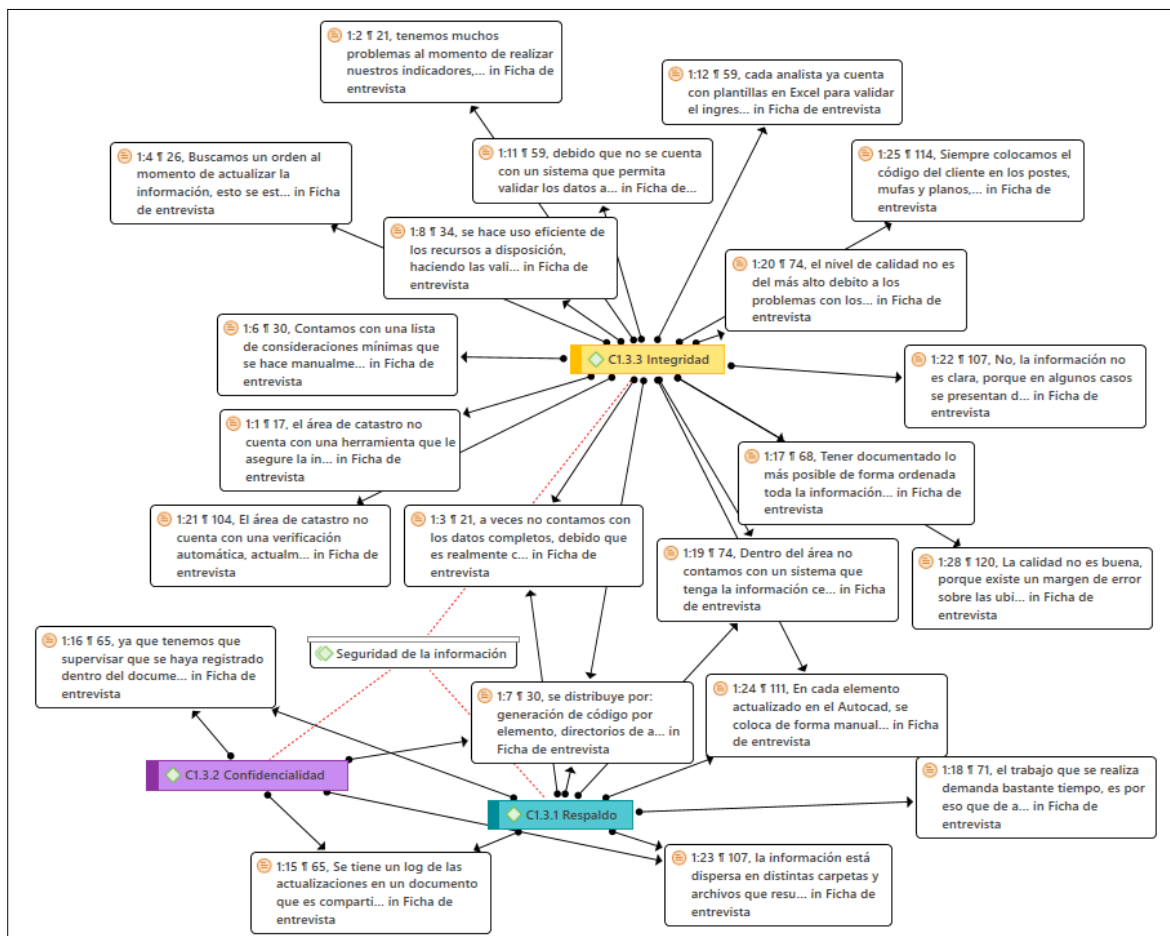 1:2 ¶ 21, tenemos muchos
problemas al momento de realizar
nuestros indicadores,... in Ficha de
entrevista
1:12 ¶ 59, cada analista ya cuenta
con plantillas en Excel para validar
el ingres... in Ficha de entrevista
1:4 ¶ 26, Buscamos un orden al
momento de actualizar la
información, esto se est... in Ficha
de entrevista
1:11 ¶ 59, debido que no se cuenta
con un sistema que permita
validar los datos a... in Ficha de...
1:25 ¶ 114, Siempre colocamos el
código del cliente en los postes,
mufas y planos,... in Ficha de
entrevista
1:8 ¶ 34, se hace uso eficiente de
los recursos a disposición,
haciendo las vali... in Ficha de
entrevista
1:20 ¶ 74, el nivel de calidad no es
del más alto debito a los
problemas con los... in Ficha de
entrevista
1:6 ¶ 30, Contamos con una lista
de consideraciones mínimas que
se hace manualme... in Ficha de
entrevista
C1.3.3 Integridad
1:22 ¶ 107, No, la información no
es clara, porque en algunos casos
se presentan d... in Ficha de
entrevista
1:1 ¶ 17, el área de catastro no
cuenta con una herramienta que le
asegure la in... in Ficha de
entrevista
1:17 ¶ 68, Tener documentado lo
más posible de forma ordenada
toda la información... in Ficha de
entrevista
1:21 ¶ 104, El área de catastro no
cuenta con una verificación
automática, actualm... in Ficha de
entrevista
1:3 ¶ 21, a veces no contamos con
los datos completos, debido que
es realmente c... in Ficha de
entrevista
1:19 ¶ 74, Dentro del área no
contamos con un sistema que
tenga la información ce... in Ficha
de entrevista
1:28 ¶ 120, La calidad no es buena,
porque existe un margen de error
sobre las ubi... in Ficha de
entrevista
1:16 ¶ 65, ya que tenemos que
supervisar que se haya registrado
dentro del docume... in Ficha de
entrevista
Seguridad de la información
1:7 ¶ 30, se distribuye por:
generación de código por
elemento, directorios de a... in
Ficha de entrevista
1:24 ¶ 111, En cada elemento
actualizado en el Autocad, se
coloca de forma manual... in Ficha
de entrevista
C1.3.2 Confidencialidad
1:18 ¶ 71, el trabajo que se realiza
demanda bastante tiempo, es por
eso que de a... in Ficha de
entrevista
C1.3.1 Respaldo
1:15 ¶ 65, Se tiene un log de las
actualizaciones en un documento
que es comparti... in Ficha de
entrevista
1:23 ¶ 107, la información está
dispersa en distintas carpetas y
archivos que resu... in Ficha de
entrevista